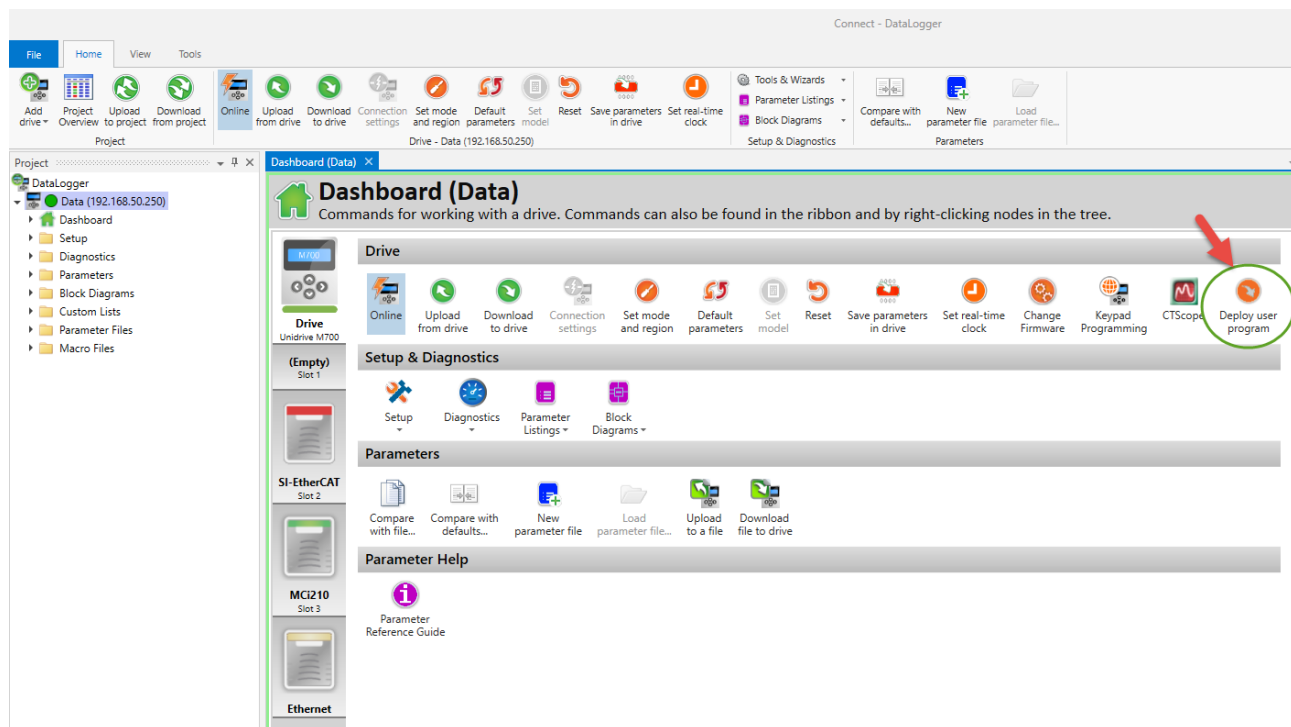 Connect - DataLogger
File Home View Tools
Add drive
Project Overview
Upload to project
Download from project
Online
Upload from drive
Download to drive
Connection settings
Set mode and region
Default parameters
Set model
Reset
Save parameters in drive
Set real-time clock
Tools & Wizards
Parameter Listings
Block Diagrams
Compare with defaults...
New parameter file
Load parameter file...
Project
Drive - Data (192.168.50.250)
Setup & Diagnostics
Parameters
Project
DataLogger
Data (192.168.50.250)
Dashboard
Setup
Diagnostics
Parameters
Block Diagrams
Custom Lists
Parameter Files
Macro Files
Dashboard (Data)
Dashboard (Data)
Commands for working with a drive. Commands can also be found in the ribbon and by right-clicking nodes in the tree.
M700
Drive
Unidrive M700
(Empty)
Slot 1
SI-EtherCAT
Slot 2
MCi210
Slot 3
Ethernet
Drive
Online
Upload from drive
Download to drive
Connection settings
Set mode and region
Default parameters
Set model
Reset
Save parameters in drive
Set real-time clock
Change Firmware
Keypad Programming
CTScope
Deploy user program
Setup & Diagnostics
Setup
Diagnostics
Parameter Listings
Block Diagrams
Parameters
Compare with file...
Compare with defaults...
New parameter file
Load parameter file...
Upload to a file
Download file to drive
Parameter Help
Parameter Reference Guide